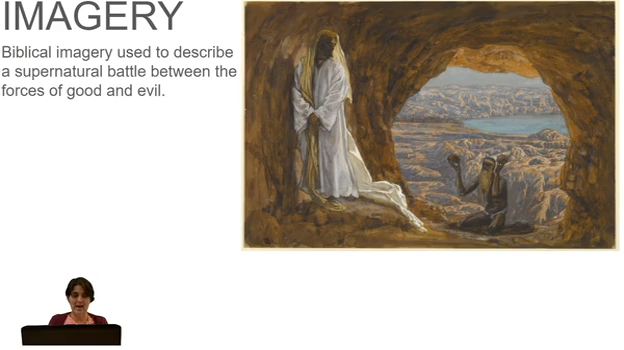 IMAGERY
Biblical imagery used to describe
a supernatural battle between the
forces of good and evil.